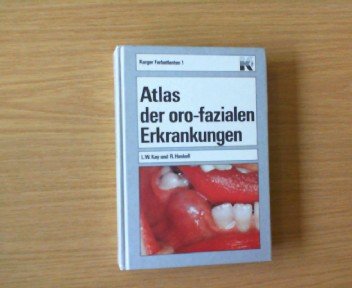 Karger Farbatlanten 1
Atlas
der oro-fazialen
Erkrankungen
L.W. Kay und R. Haskell